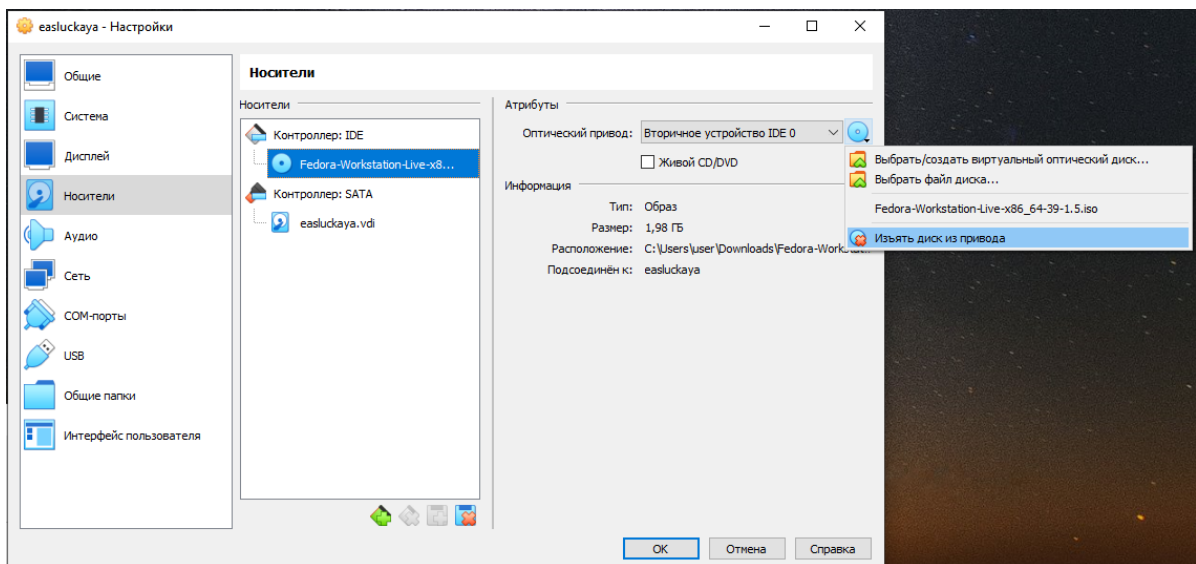 easluckaya - Настройки
Общие
Система
Дисплей
Носители
Аудио
Сеть
COM-порты
USB
Общие папки
Интерфейс пользователя
Носители
Носители
Контроллер: IDE
Fedora-Workstation-Live-x8...
Контроллер: SATA
easluckaya.vdi
Атрибуты
Оптический привод: Вторичное устройство IDE 0
Живой CD/DVD
Информация
Тип: Образ
Размер: 1,98 ГБ
Расположение: C:\Users\user\Downloads\Fedora-Work
Подсоединён к: easluckaya
Выбрать/создать виртуальный оптический диск...
Выбрать файл диска...
Fedora-Workstation-Live-x86_64-39-1.5.iso
Изъять диск из привода
OK Отмена Справка